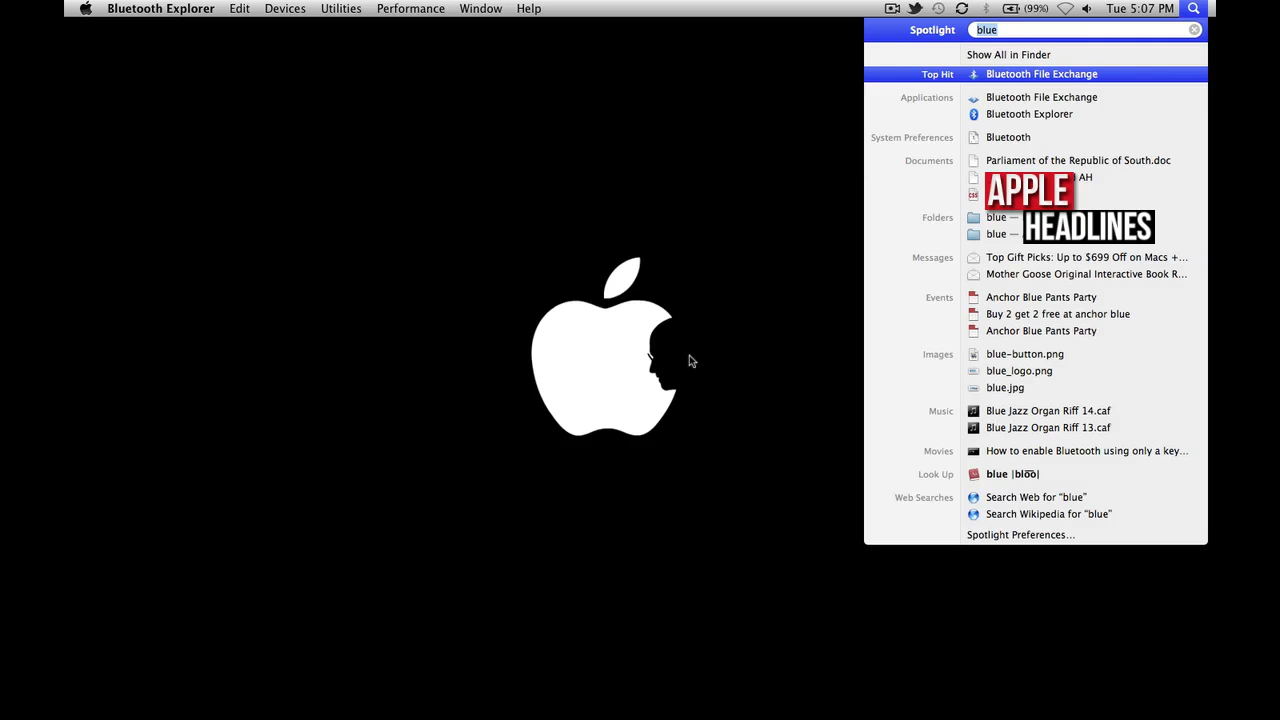 Bluetooth Explorer Edit Devices Utilities Performance Window Help (99%) Tue 5:07 PM
Spotlight blue
Show All in Finder
Top Hit Bluetooth File Exchange
Applications Bluetooth File Exchange
Bluetooth Explorer
System Preferences Bluetooth
Documents Parliament of the Republic of South.doc
AH
APPLE
CSS
Folders blue —
blue —
HEADLINES
Messages Top Gift Picks: Up to $699 Off on Macs +...
Mother Goose Original Interactive Book R...
Events Anchor Blue Pants Party
Buy 2 get 2 free at anchor blue
Anchor Blue Pants Party
Images blue-button.png
blue_logo.png
blue.jpg
Music Blue Jazz Organ Riff 14.caf
Blue Jazz Organ Riff 13.caf
Movies How to enable Bluetooth using only a key...
Look Up blue |blo͞o|
Web Searches Search Web for “blue”
Search Wikipedia for “blue”
Spotlight Preferences...